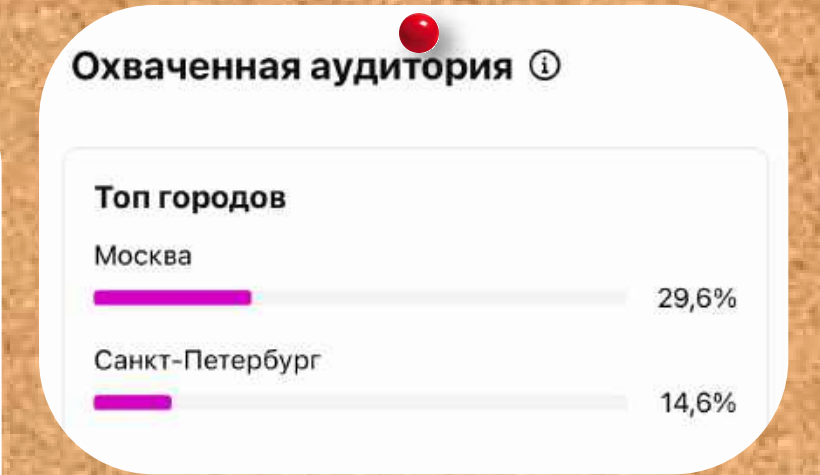 Охваченная аудитория
Топ городов
Москва
29,6%
Санкт-Петербург
14,6%